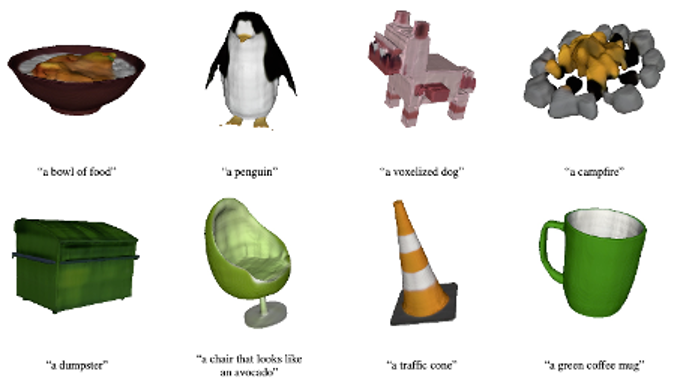 "a bowl of food"
"a penguin"
"a voxelized dog"
"a campfire"
"a dumpster"
"a chair that looks like
an avocado"
"a traffic cone"
"a green coffee mug"